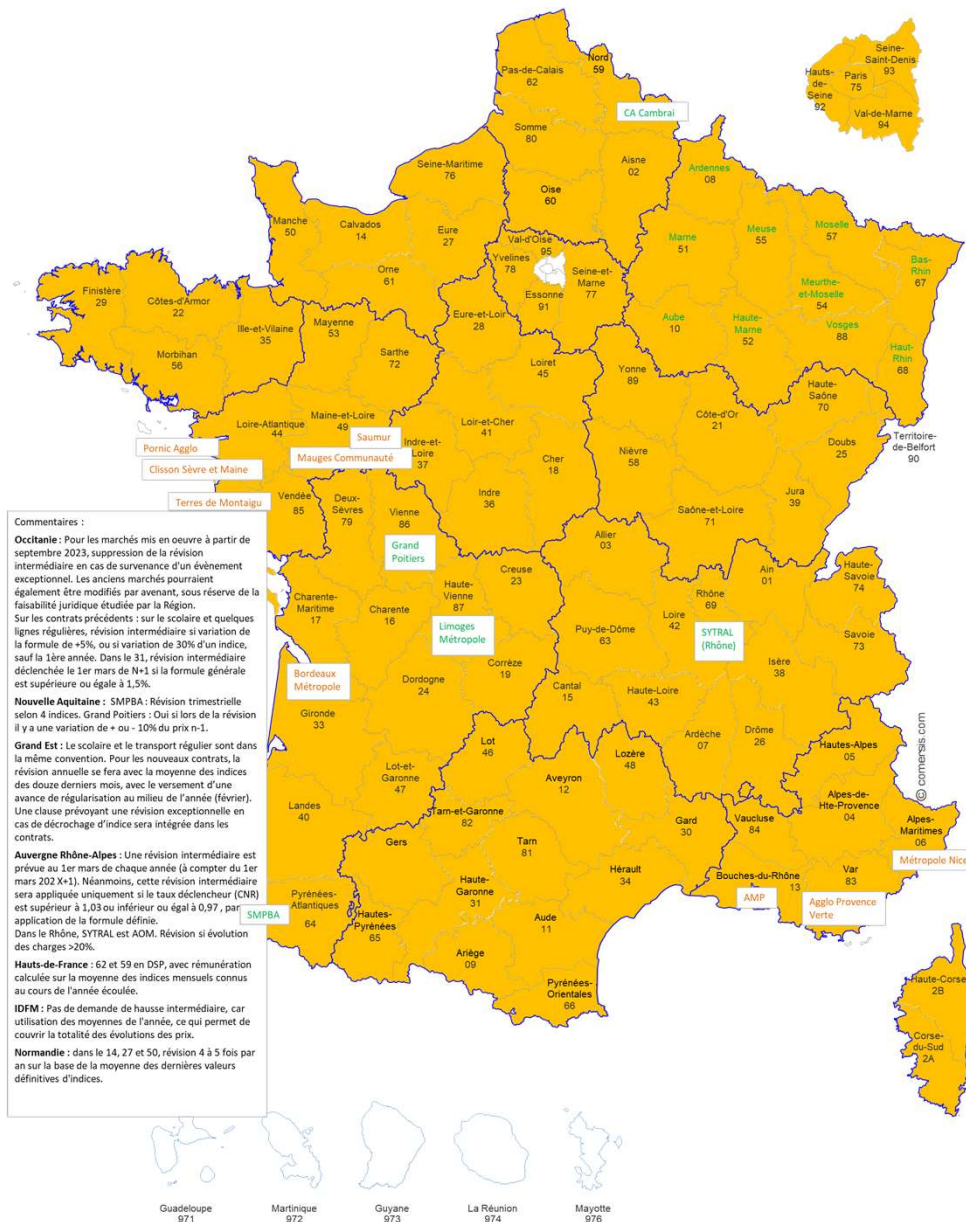 Nord
59
Pas-de-Calais
62
Seine-
Saint-Denis
93
Hauts-
de-
Seine
92
Paris
75
Val-de-Marne
94
CA Cambrai
Somme
80
Aisne
02
Ardennes
08
Seine-Maritime
76
Oise
60
Manche
50
Calvados
14
Eure
27
Val-d'Oise
95
Yvelines
78
Seine-et-
Marne
77
Essonne
91
Marne
51
Meuse
55
Moselle
57
Bas-
Rhin
67
Meurthe-
et-Moselle
54
Orne
61
Finistère
29
Côtes-d'Armor
22
Ille-et-Vilaine
35
Morbihan
56
Mayenne
53
Sarthe
72
Eure-et-Loir
28
Aube
10
Haute-
Marne
52
Vosges
88
Haut-
Rhin
68
Loiret
45
Yonne
89
Haute-
Saône
70
Côte-d'Or
21
Territoire-
de-Belfort
90
Loire-Atlantique
44
Maine-et-Loire
49
Saumur
Pornic Agglo
Mauges Communauté
Clisson Sèvre et Maine
Indre-et-
Loire
37
Loir-et-Cher
41
Cher
18
Nièvre
58
Doubs
25
Jura
39
Terres de Montaigu
Vendée
85
Deux-
Sèvres
79
Vienne
86
Indre
36
Saône-et-Loire
71
Allier
03
Grand
Poitiers
Creuse
23
Haute-
Vienne
87
Ain
01
Haute-
Savoie
74
Rhône
69
Loire
42
Charente-
Maritime
17
Charente
16
Limoges
Métropole
Puy-de-Dôme
63
SYTRAL
(Rhône)
Savoie
73
Isère
38
Bordeaux
Métropole
Corrèze
19
Dordogne
24
Cantal
15
Haute-Loire
43
Gironde
33
Ardèche
07
Drôme
26
Hautes-Alpes
05
Lot
46
Lozère
48
Aveyron
12
Lot-et-
Garonne
47
Landes
40
Tarn-et-Garonne
82
Gard
30
Vaucluse
84
Alpes-de-
Hte-Provence
04
Alpes-
Maritimes
06
© comersis.com
Métropole Nice
Gers
Tarn
81
Hérault
34
Bouches-du-Rhône
13
Var
83
AMP
Agglo Provence
Verte
Haute-
Garonne
31
Pyrénées-
Atlantiques
64
SMPBA
Hautes-
Pyrénées
65
Aude
11
Ariège
09
Pyrénées-
Orientales
66
Haute-Corse
2B
Corse-
du-Sud
2A
Commentaires :
Occitanie : Pour les marchés mis en oeuvre à partir de
septembre 2023, suppression de la révision
intermédiaire en cas de survenance d'un évènement
exceptionnel. Les anciens marchés pourraient
également être modifiés par avenant, sous réserve de la
faisabilité juridique étudiée par la Région.
Sur les contrats précédents : sur le scolaire et quelques
lignes régulières, révision intermédiaire si variation de
la formule de +5%, ou si variation de 30% d'un indice,
sauf la 1ère année. Dans le 31, révision intermédiaire
déclenchée le 1er mars de N+1 si la formule générale
est supérieure ou égale à 1,5%.
Nouvelle Aquitaine : SMPBA : Révision trimestrielle
selon 4 indices. Grand Poitiers : Oui si lors de la révision
il y a une variation de + ou - 10% du prix n-1.
Grand Est : Le scolaire et le transport régulier sont dans
la même convention. Pour les nouveaux contrats, la
révision annuelle se fera avec la moyenne des indices
des douze derniers mois, avec le versement d'une
avance de régularisation au milieu de l'année (février).
Une clause prévoyant une révision exceptionnelle en
cas de décrochage d'indice sera intégrée dans les
contrats.
Auvergne Rhône-Alpes : Une révision intermédiaire est
prévue au 1er mars de chaque année (à compter du 1er
mars 202 X+1). Néanmoins, cette révision intermédiaire
sera appliquée uniquement si le taux déclencheur (CNR)
est supérieur à 1,03 ou inférieur ou égal à 0,97 , par
application de la formule définie.
Dans le Rhône, SYTRAL est AOM. Révision si évolution
des charges >20%.
Hauts-de-France : 62 et 59 en DSP, avec rémunération
calculée sur la moyenne des indices mensuels connus
au cours de l'année écoulée.
IDFM : Pas de demande de hausse intermédiaire, car
utilisation des moyennes de l'année, ce qui permet de
couvrir la totalité des évolutions des prix.
Normandie : dans le 14, 27 et 50, révision 4 à 5 fois par
an sur la base de la moyenne des dernières valeurs
définitives d'indices.
Guadeloupe
971
Martinique
972
Guyane
973
La Réunion
974
Mayotte
976